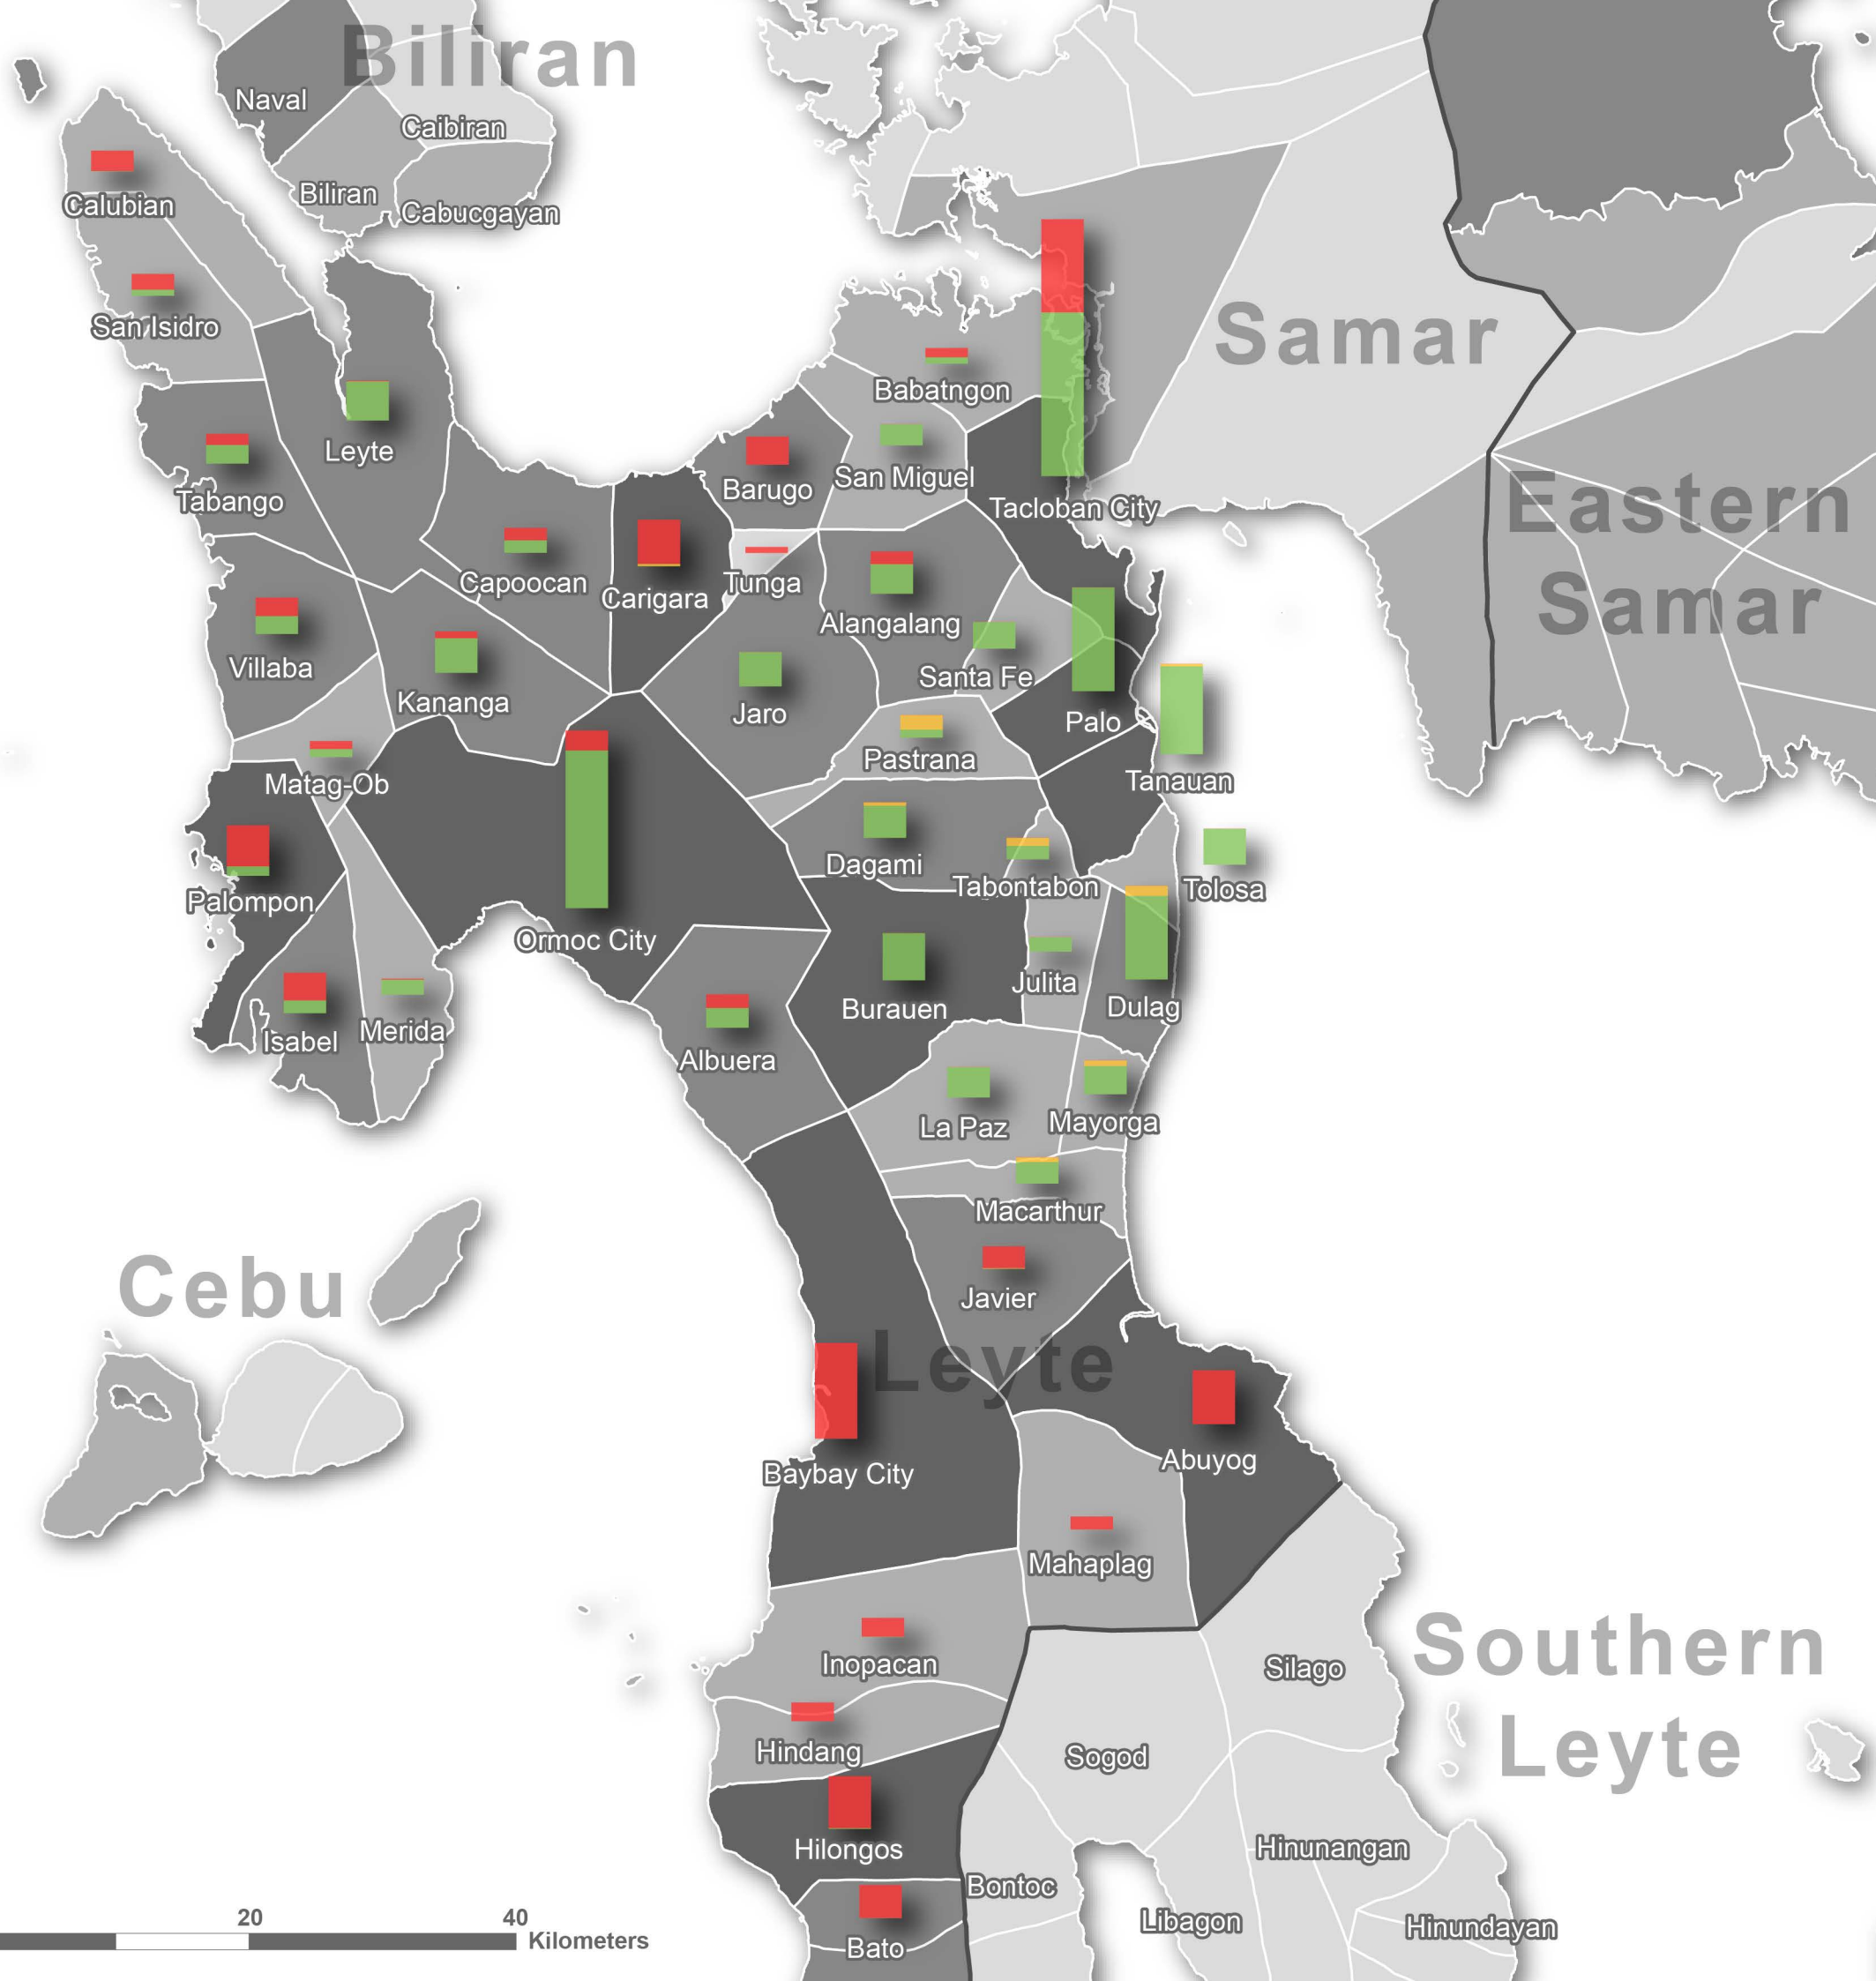 Biliran
Naval
Caibiran
Biliran
Cabucgayan
Calubian
San Isidro
Samar
Babatngon
Leyte
San Miguel
Barugo
Tabango
Tacloban City
Eastern
Samar
Capoocan
Carigara
Tunga
Alangalang
Villaba
Santa Fe
Kananga
Jaro
Palo
Pastrana
Tanauan
Matag-Ob
Dagami
Tabontabon
Tolosa
Palompon
Ormoc City
Julita
Burauen
Dulag
Isabel
Merida
Albuera
La Paz
Mayorga
Macarthur
Cebu
Javier
Leyte
Baybay City
Abuyog
Mahaplag
Inopacan
Silago
Southern
Leyte
Hindang
Sogod
Hilongos
Hinunangan
Bontoc
Libagon
Hinundayan
20
40
Kilometers
Bato